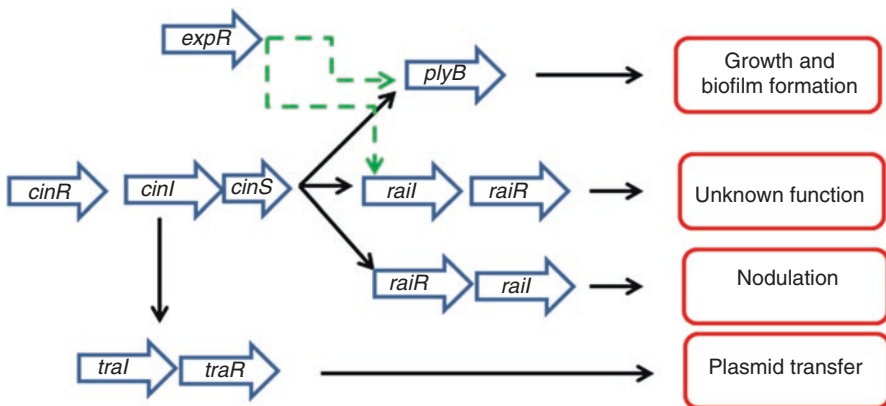 expR
plyB
Growth and
biofilm formation
cinR
cinI
cinS
raiI
raiR
Unknown function
raiR
raiI
Nodulation
traI
traR
Plasmid transfer